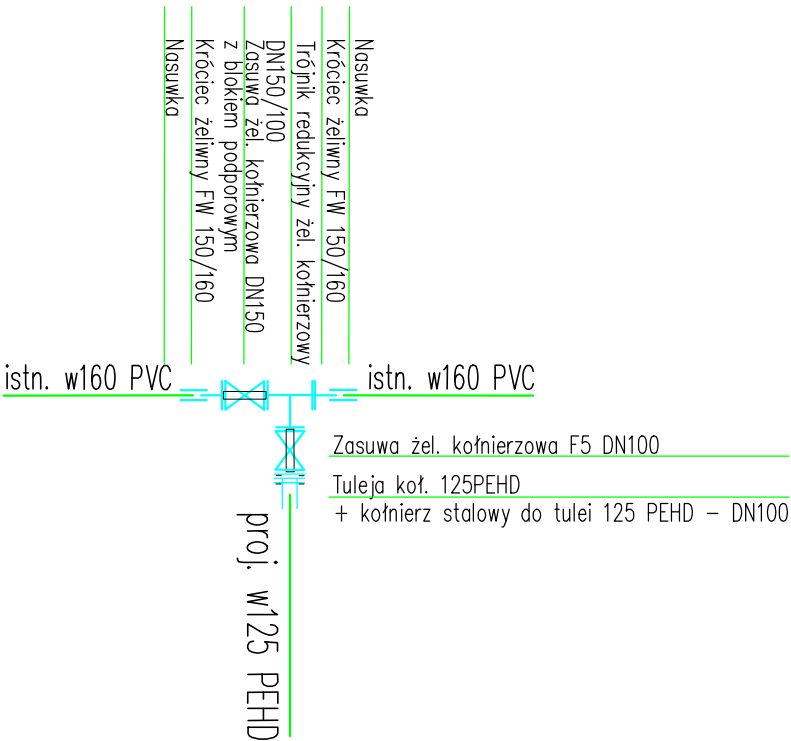 Nasuwka
Króciec żeliwny FW 150/160
Trójnik redukcyjny żel. kołnierzowy
DN150/100
Zasuwa żel. kołnierzowa DN150
z blokiem podporowym
Króciec żeliwny FW 150/160
Nasuwka
istn. w160 PVC
istn. w160 PVC
Zasuwa żel. kołnierzowa F5 DN100
Tuleja koł. 125PEHD
+ kołnierz stalowy do tulei 125 PEHD - DN100
proj. w125 PEHD